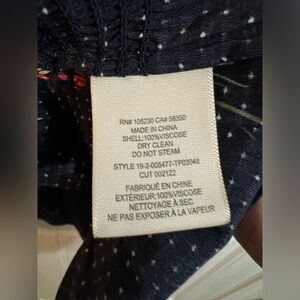 RN# 105230 CA# 58350
MADE IN CHINA
SHELL:100%VISCOSE
DRY CLEAN
DO NOT STEAM
STYLE 19-2-005477-TP03048
CUT 002122
FABRIQUÉ EN CHINE
EXTÉRIEUR:100%VISCOSE
NETTOYAGE À SEC
NE PAS EXPOSER À LA VAPEUR